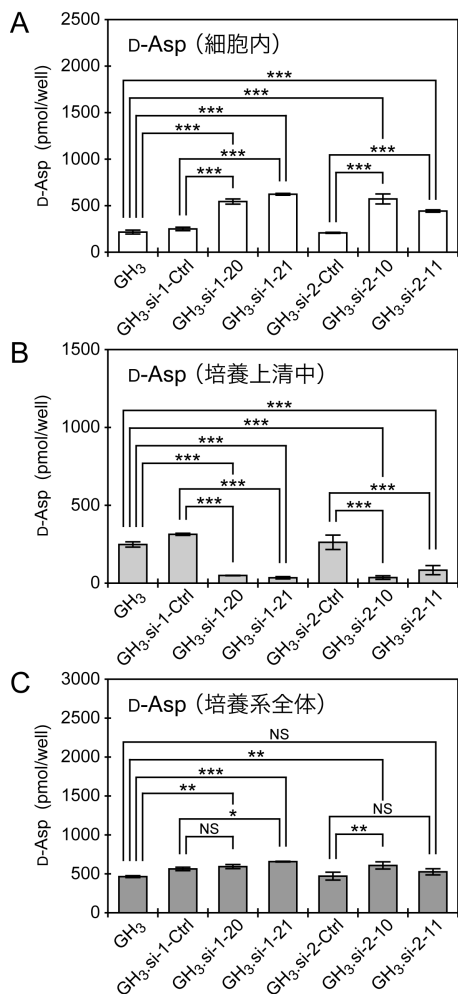 A
D-Asp（細胞内）
D-Asp (pmol/well)
2500
2000
1500
1000
500
0
***
***
***
***
***
***
***
***
GH3
GH3.si-1-Ctrl
GH3.si-1-20
GH3.si-1-21
GH3.si-2-Ctrl
GH3.si-2-10
GH3.si-2-11
B
D-Asp（培養上清中）
D-Asp (pmol/well)
1500
1000
500
0
***
***
***
***
***
***
***
***
GH3
GH3.si-1-Ctrl
GH3.si-1-20
GH3.si-1-21
GH3.si-2-Ctrl
GH3.si-2-10
GH3.si-2-11
C
D-Asp（培養系全体）
D-Asp (pmol/well)
3000
2500
2000
1500
1000
500
0
NS
**
***
**
*
NS
NS
**
GH3
GH3.si-1-Ctrl
GH3.si-1-20
GH3.si-1-21
GH3.si-2-Ctrl
GH3.si-2-10
GH3.si-2-11